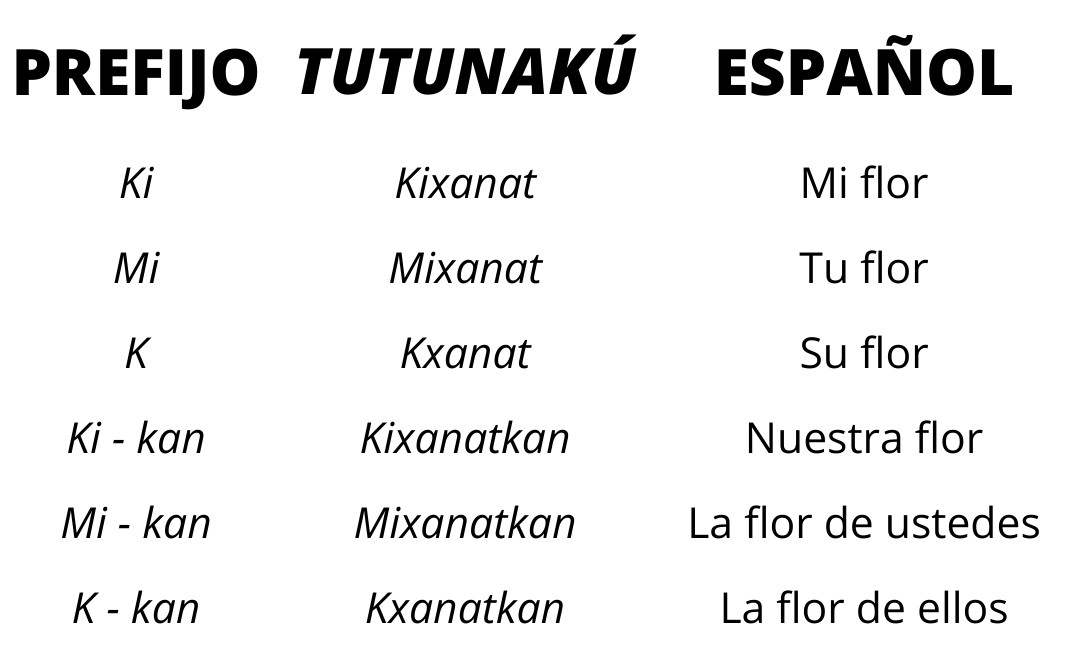 PREFIJO TUTUNAKÚ ESPAÑOL
Ki Kixanat Mi flor
Mi Mixanat Tu flor
K Kxanat Su flor
Ki - kan Kixanatkan Nuestra flor
Mi - kan Mixanatkan La flor de ustedes
K - kan Kxanatkan La flor de ellos